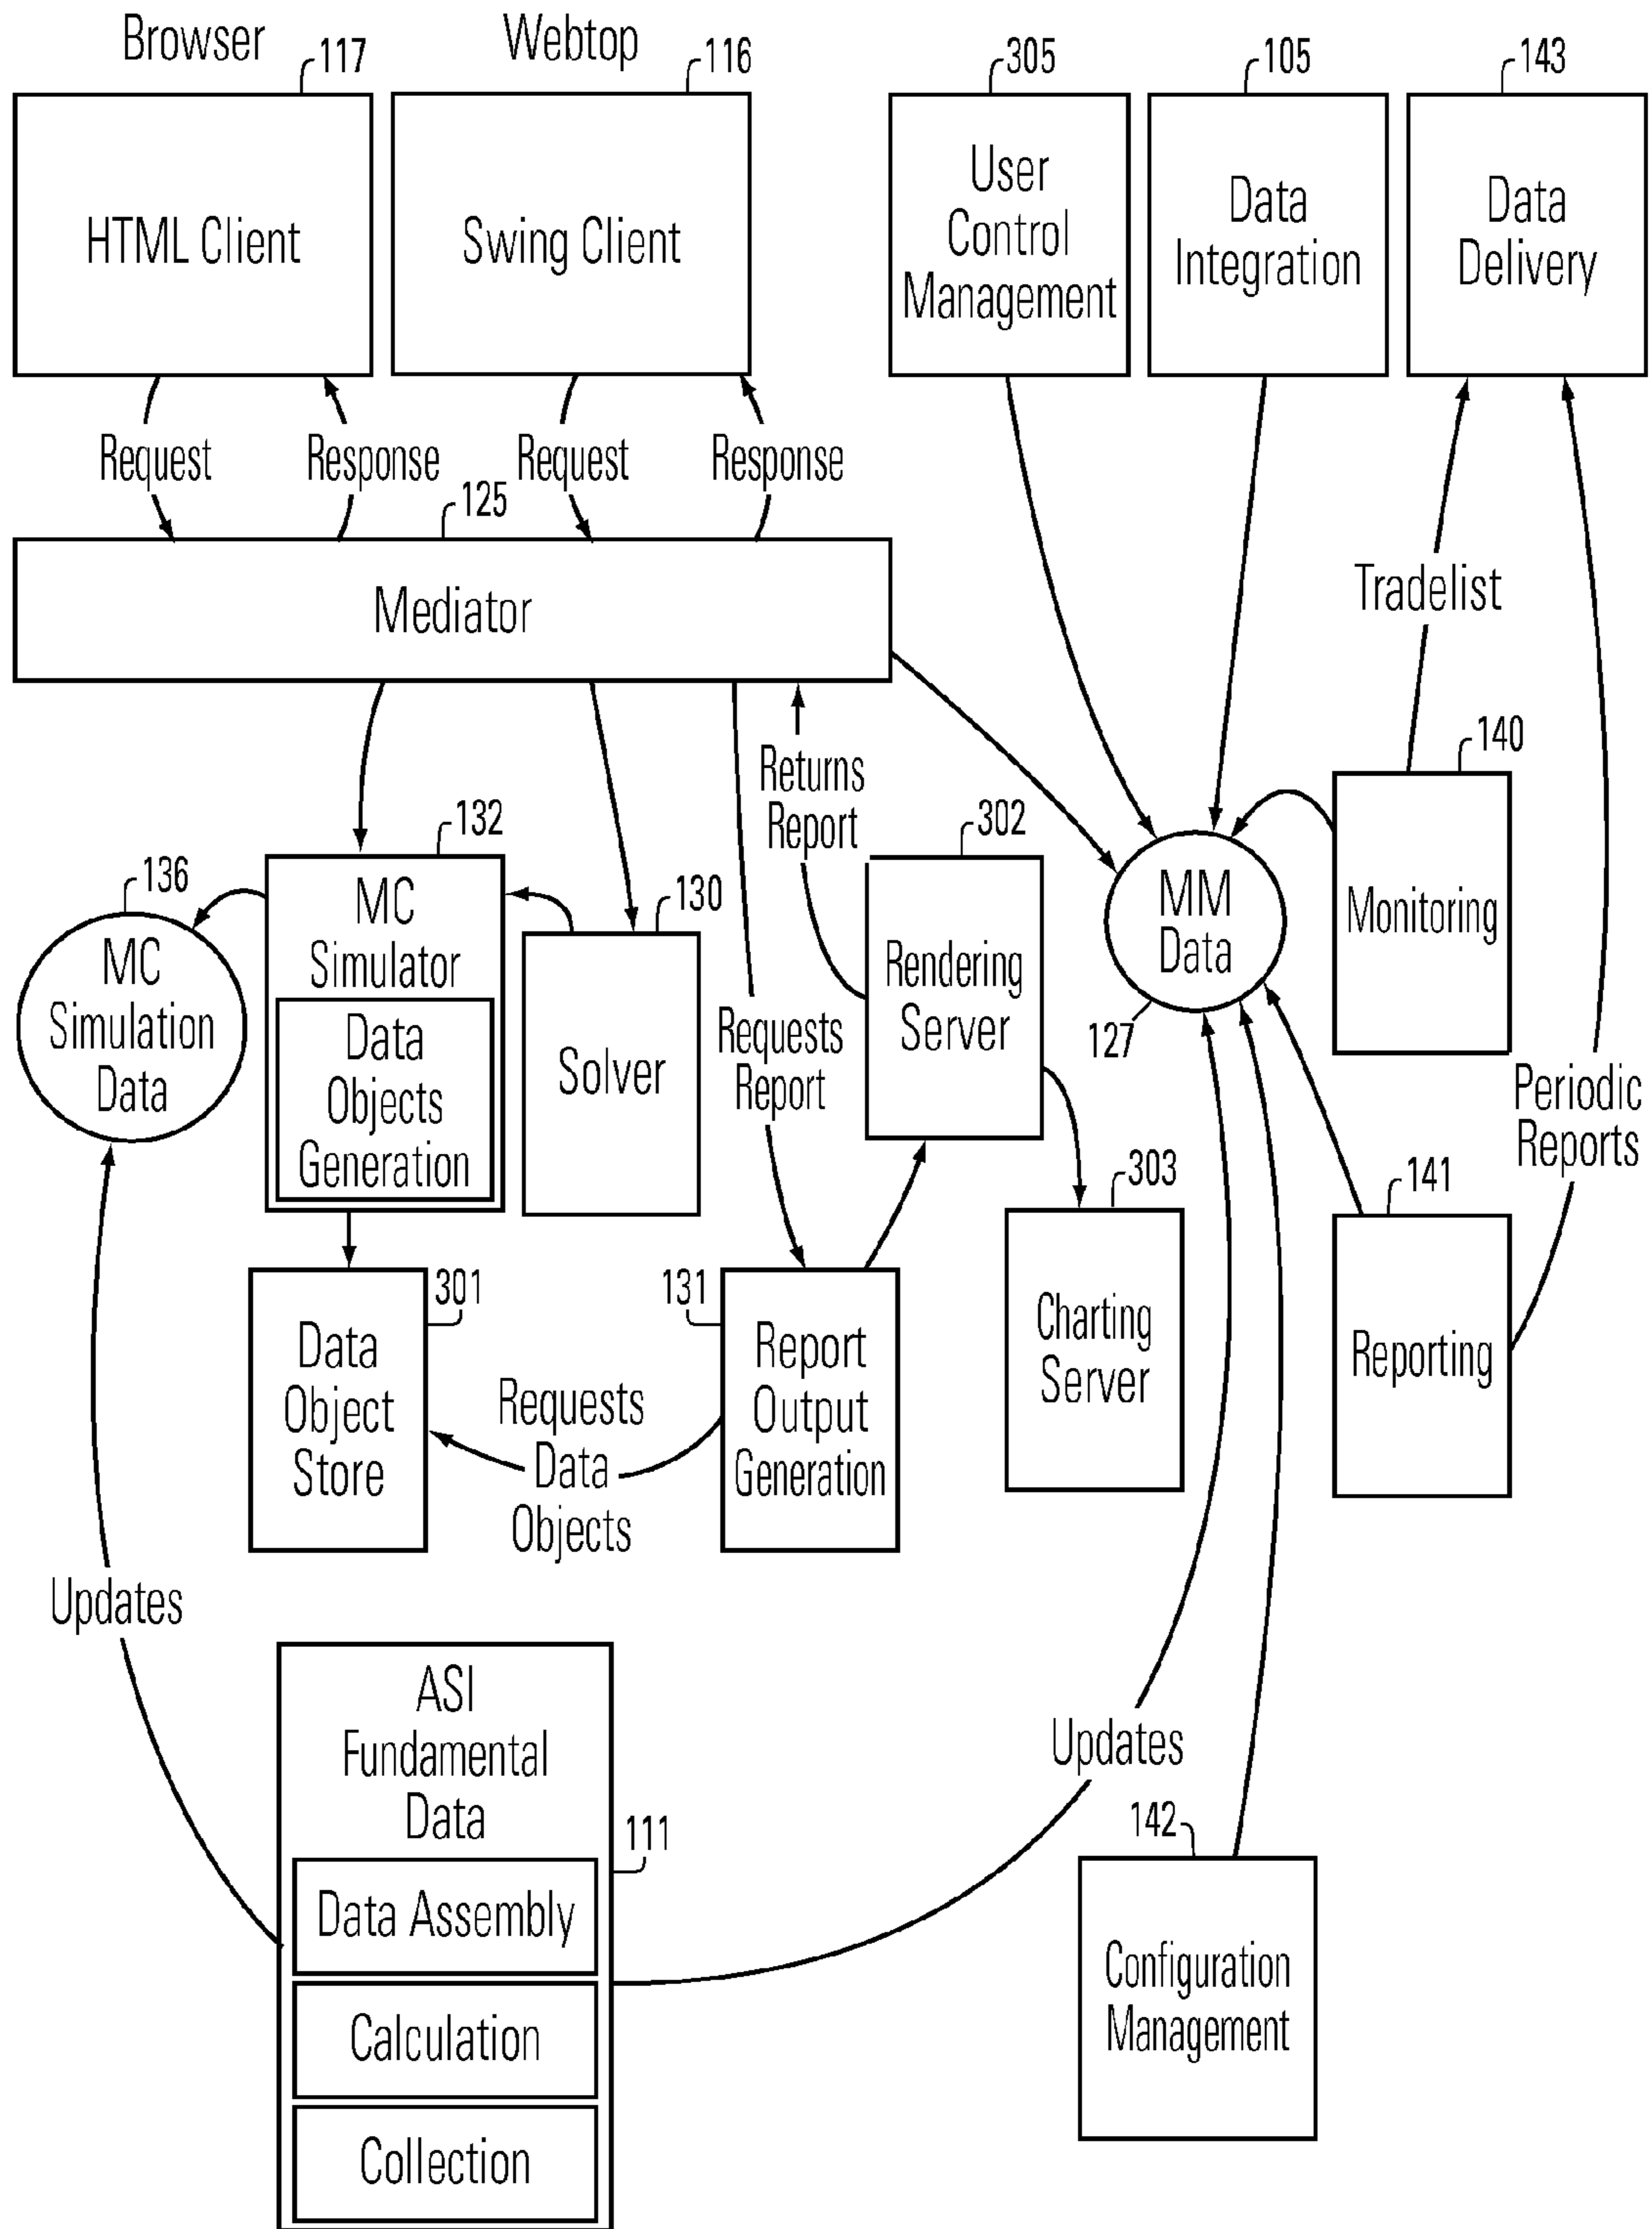 Browser
117
Webtop
116
305
105
143
HTML Client
Swing Client
User
Control
Management
Data
Integration
Data
Delivery
Request
Response
Request
Response
125
Mediator
Tradelist
140
Monitoring
Returns
Report
302
Rendering
Server
MM
Data
127
136
MC
Simulation
Data
132
MC
Simulator
Data
Objects
Generation
130
Solver
Requests
Report
Periodic
Reports
303
Charting
Server
141
Reporting
301
Data
Object
Store
Requests
Data
Objects
131
Report
Output
Generation
Updates
ASI
Fundamental
Data
111
Data Assembly
Calculation
Collection
Updates
142
Configuration
Management